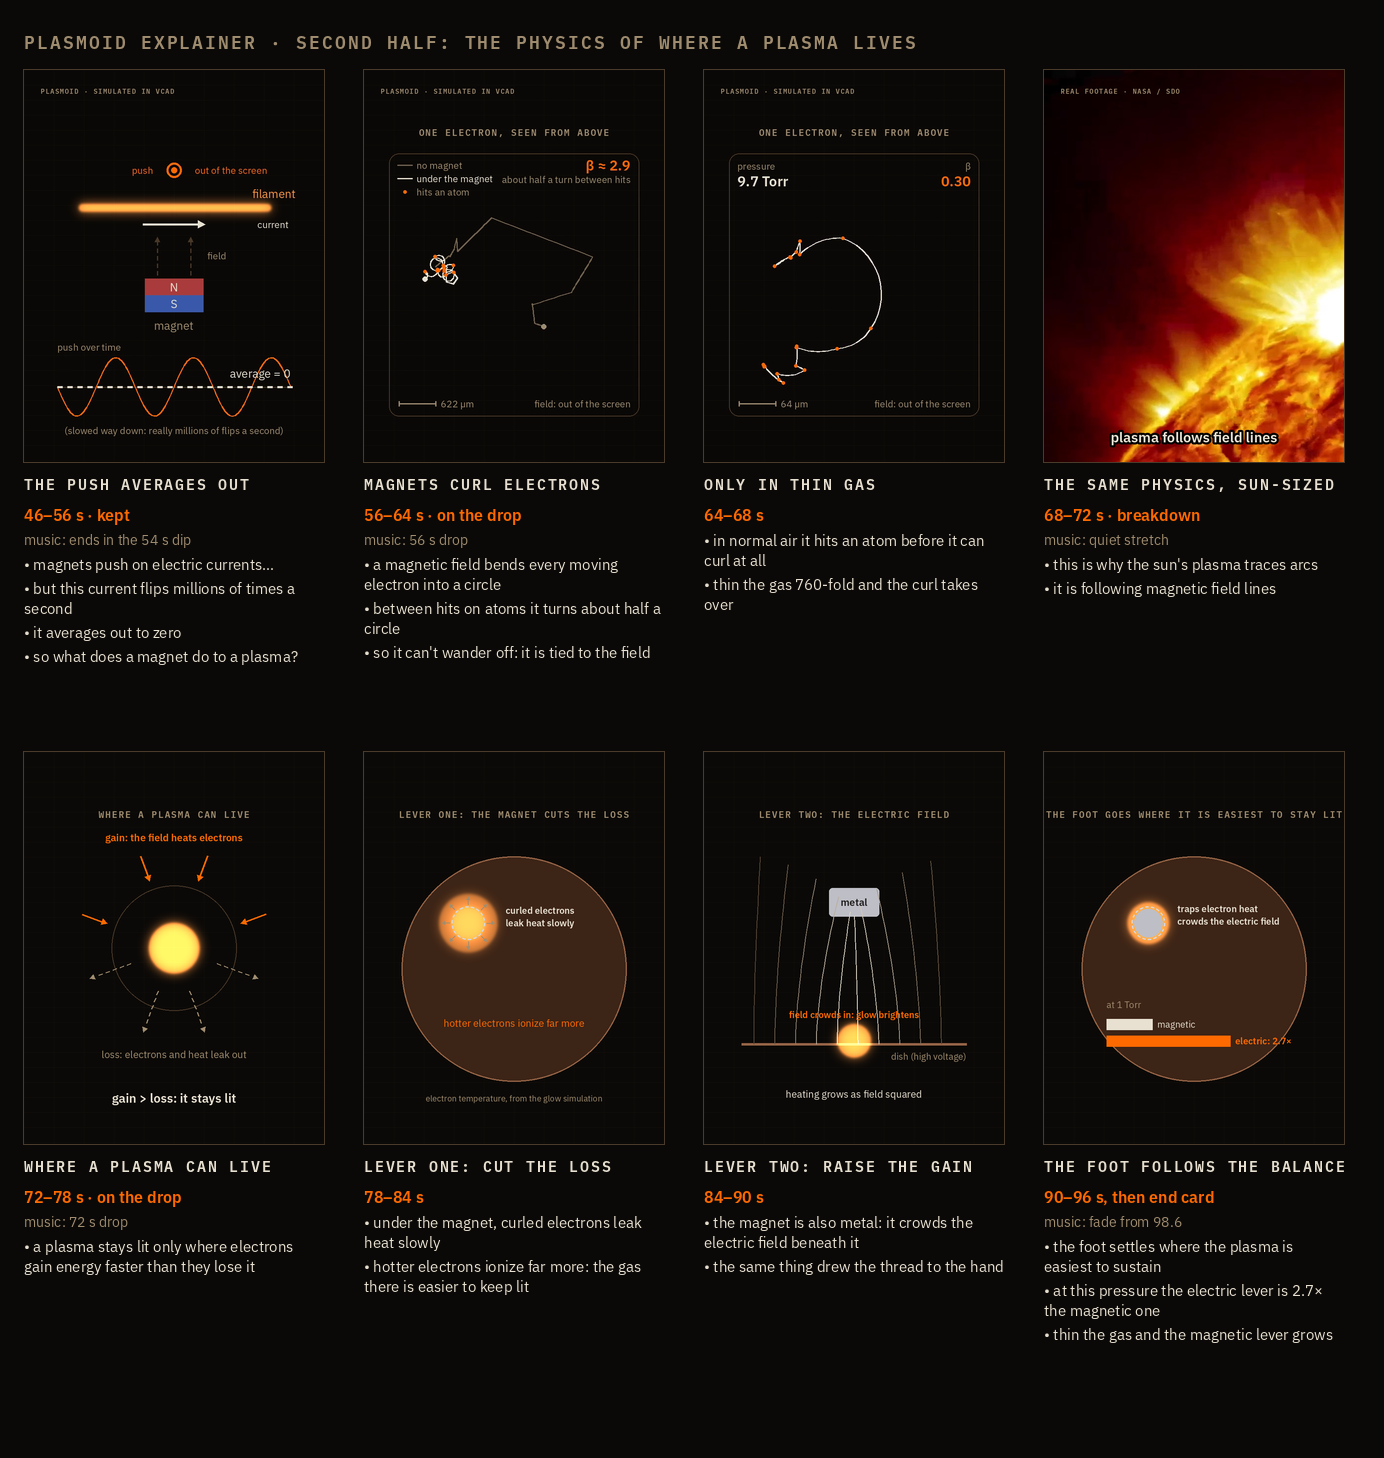 PLASMOID EXPLAINER · SECOND HALF: THE PHYSICS OF WHERE A PLASMA LIVES
PLASMOID · SIMULATED IN VCAD
push
out of the screen
filament
current
field
N
S
magnet
push over time
average = 0
(slowed way down: really millions of flips a second)
THE PUSH AVERAGES OUT
46–56 s · kept
music: ends in the 54 s dip
• magnets push on electric currents...
• but this current flips millions of times a
second
• it averages out to zero
• so what does a magnet do to a plasma?
PLASMOID · SIMULATED IN VCAD
ONE ELECTRON, SEEN FROM ABOVE
no magnet
β ≈ 2.9
under the magnet
about half a turn between hits
hits an atom
622 µm
field: out of the screen
MAGNETS CURL ELECTRONS
56–64 s · on the drop
music: 56 s drop
• a magnetic field bends every moving
electron into a circle
• between hits on atoms it turns about half a
circle
• so it can't wander off: it is tied to the field
PLASMOID · SIMULATED IN VCAD
ONE ELECTRON, SEEN FROM ABOVE
pressure
β
9.7 Torr
0.30
64 µm
field: out of the screen
ONLY IN THIN GAS
64–68 s
• in normal air it hits an atom before it can
curl at all
• thin the gas 760-fold and the curl takes
over
REAL FOOTAGE · NASA / SDO
plasma follows field lines
THE SAME PHYSICS, SUN-SIZED
68–72 s · breakdown
music: quiet stretch
• this is why the sun's plasma traces arcs
• it is following magnetic field lines
WHERE A PLASMA CAN LIVE
gain: the field heats electrons
loss: electrons and heat leak out
gain > loss: it stays lit
WHERE A PLASMA CAN LIVE
72–78 s · on the drop
music: 72 s drop
• a plasma stays lit only where electrons
gain energy faster than they lose it
LEVER ONE: THE MAGNET CUTS THE LOSS
curled electrons
leak heat slowly
hotter electrons ionize far more
electron temperature, from the glow simulation
LEVER ONE: CUT THE LOSS
78–84 s
• under the magnet, curled electrons leak
heat slowly
• hotter electrons ionize far more: the gas
there is easier to keep lit
LEVER TWO: THE ELECTRIC FIELD
metal
field crowds in: glow brightens
dish (high voltage)
heating grows as field squared
LEVER TWO: RAISE THE GAIN
84–90 s
• the magnet is also metal: it crowds the
electric field beneath it
• the same thing drew the thread to the hand
THE FOOT GOES WHERE IT IS EASIEST TO STAY LIT
traps electron heat
crowds the electric field
at 1 Torr
magnetic
electric: 2.7×
THE FOOT FOLLOWS THE BALANCE
90–96 s, then end card
music: fade from 98.6
• the foot settles where the plasma is
easiest to sustain
• at this pressure the electric lever is 2.7×
the magnetic one
• thin the gas and the magnetic lever grows